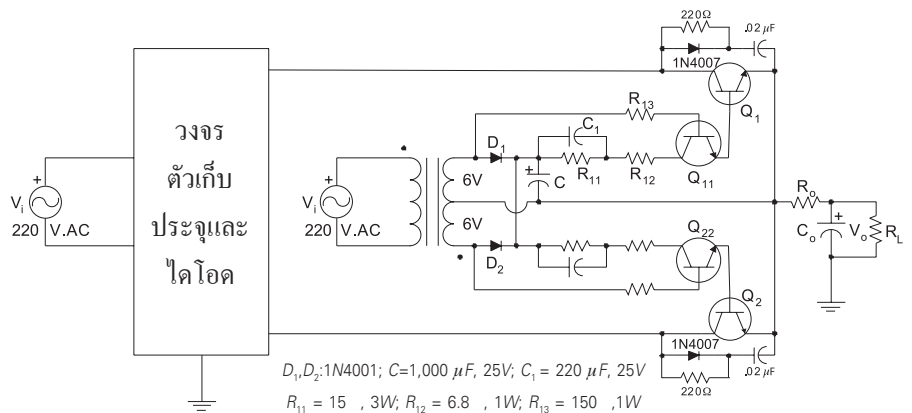 220Ω
.02 µF
1N4007
Q1
R13
C1
D1
R11
R12
Q11
C
6V
6V
วงจร
ตัวเก็บ
ประจุและ
ไดโอด
Vi
220 V.AC
Vi
220 V.AC
Ro
Co
Vo
RL
D2
Q22
Q2
1N4007
.02 µF
220Ω
D1,D2:1N4001; C=1,000 µF, 25V; C1 = 220 µF, 25V
R11 = 15 , 3W; R12 = 6.8 , 1W; R13 = 150 ,1W